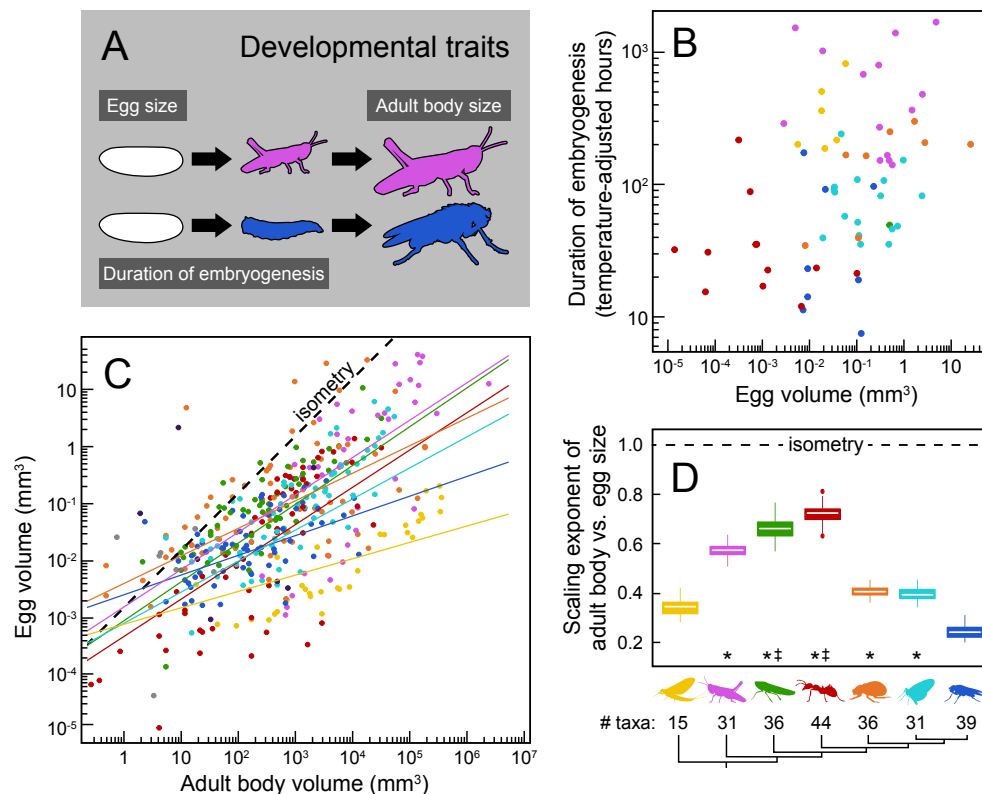 A
Developmental traits
Egg size
Adult body size
Duration of embryogenesis
B
Duration of embryogenesis
(temperature-adjusted hours)
10³
10²
10
10⁻⁵ 10⁻⁴ 10⁻³ 10⁻² 10⁻¹ 1 10
Egg volume (mm³)
C
isometry
Egg volume (mm³)
10
1
10⁻¹
10⁻²
10⁻³
10⁻⁴
10⁻⁵
1 10 10² 10³ 10⁴ 10⁵ 10⁶ 10⁷
Adult body volume (mm³)
D
isometry
Scaling exponent of
adult body vs. egg size
1.0
0.8
0.6
0.4
0.2
* *‡ *‡ * *
# taxa: 15 31 36 44 36 31 39